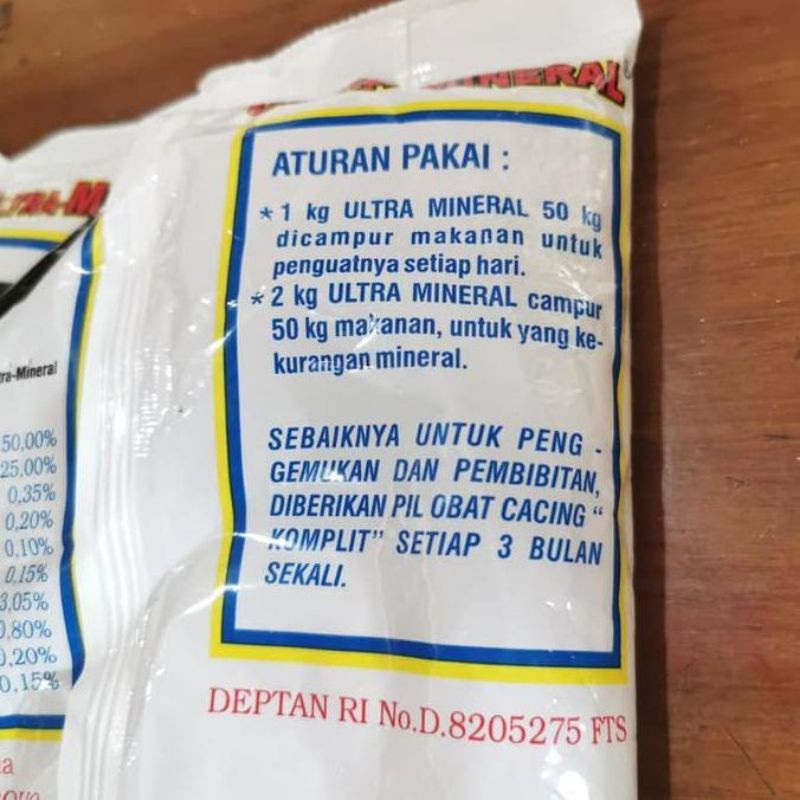 MINERAL
ATURAN PAKAI :
* 1 kg ULTRA MINERAL 50 kg
dicampur makanan untuk
penguatnya setiap hari.
* 2 kg ULTRA MINERAL campur
50 kg makanan, untuk yang ke-
kurangan mineral.
SEBAIKNYA UNTUK PENG -
GEMUKAN DAN PEMBIBITAN,
DIBERIKAN PIL OBAT CACING “
KOMPLIT” SETIAP 3 BULAN
SEKALI.
DEPTAN RI No.D.8205275 FTS
tra-Mineral
50,00%
25.00%
0,35%
0,20%
0,10%
0.15%
3,05%
0,80%
0,20%
0,15%